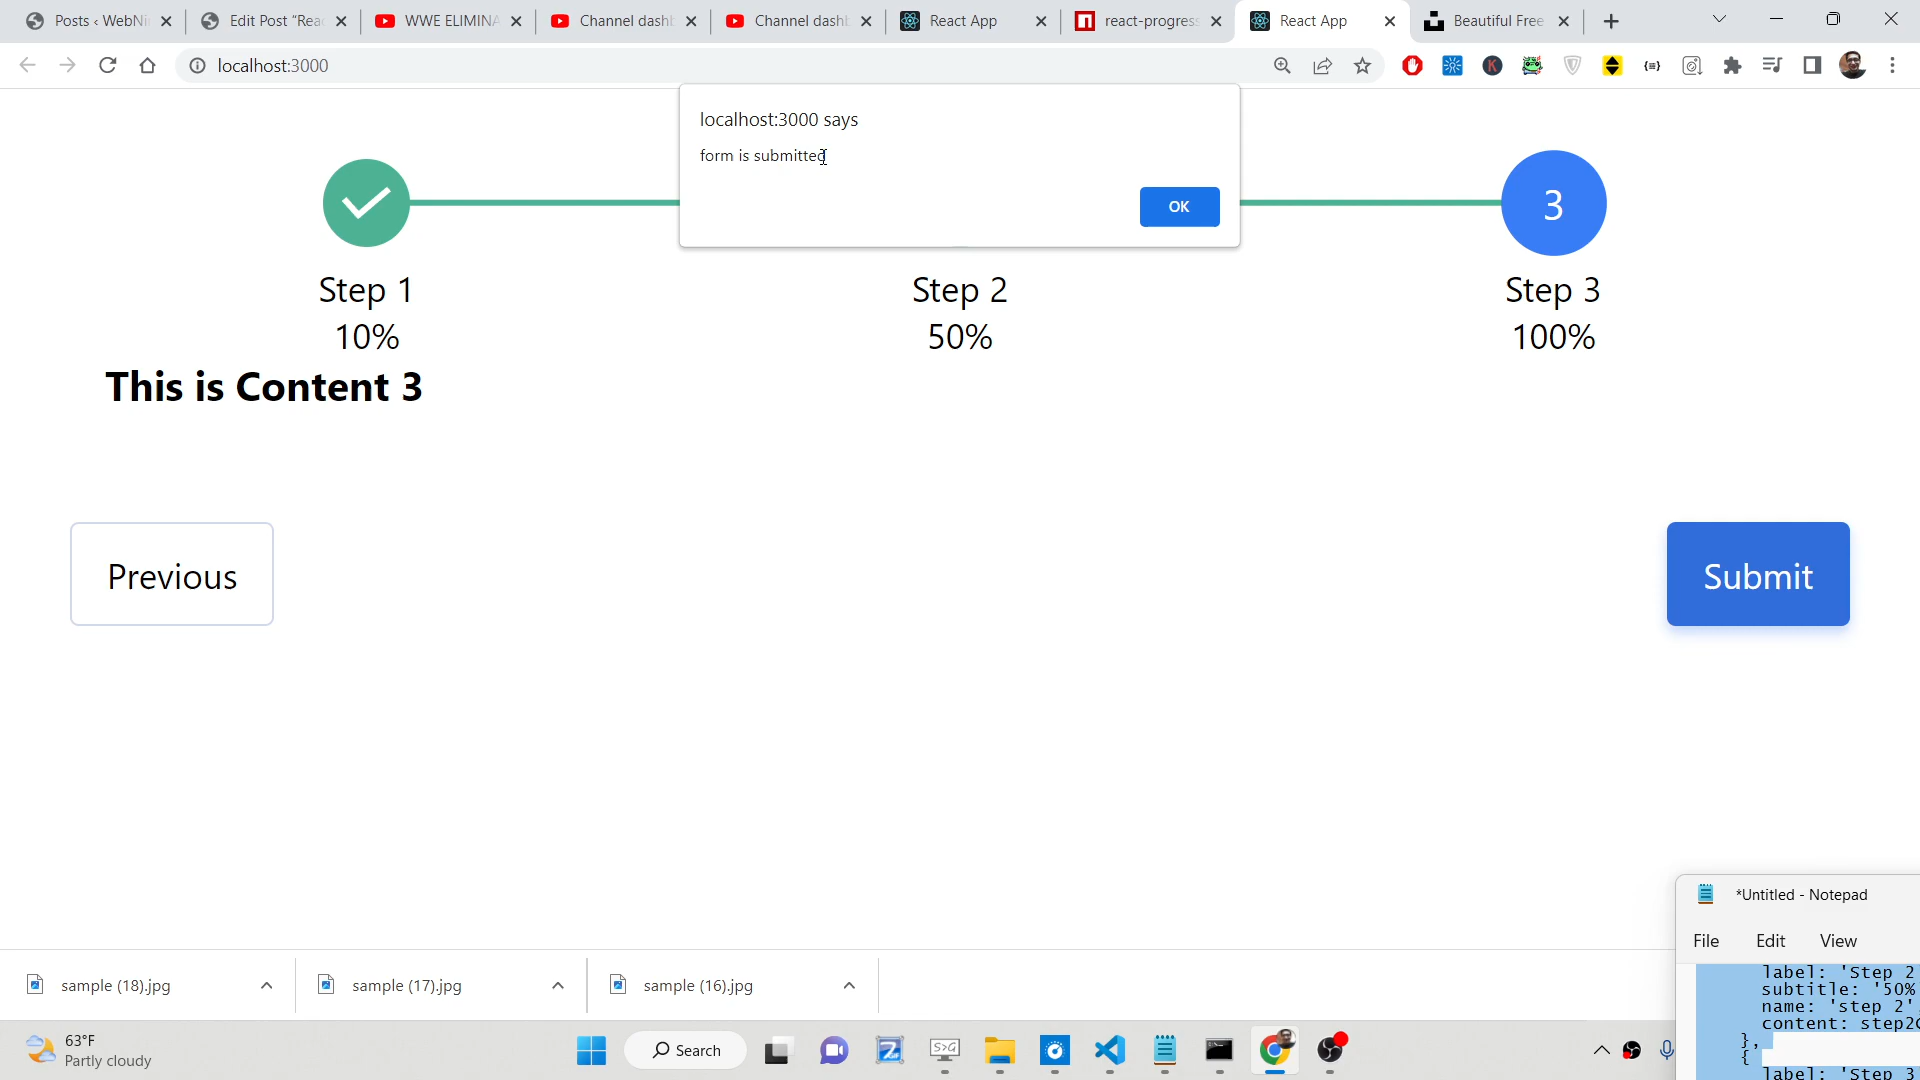 Posts ‹ WebNi
Edit Post “Rea
WWE ELIMINA
Channel dashb
Channel dashb
React App
react-progress
React App
Beautiful Free
localhost:3000
localhost:3000 says
form is submitted
OK
3
Step 1
Step 2
Step 3
10%
50%
100%
This is Content 3
Previous
Submit
*Untitled - Notepad
File Edit View
label: 'Step 2
subtitle: '50%
name: 'step 2'
content: step2C
},
{
label: 'Step 3
sample (18).jpg
sample (17).jpg
sample (16).jpg
63°F
Partly cloudy
Search